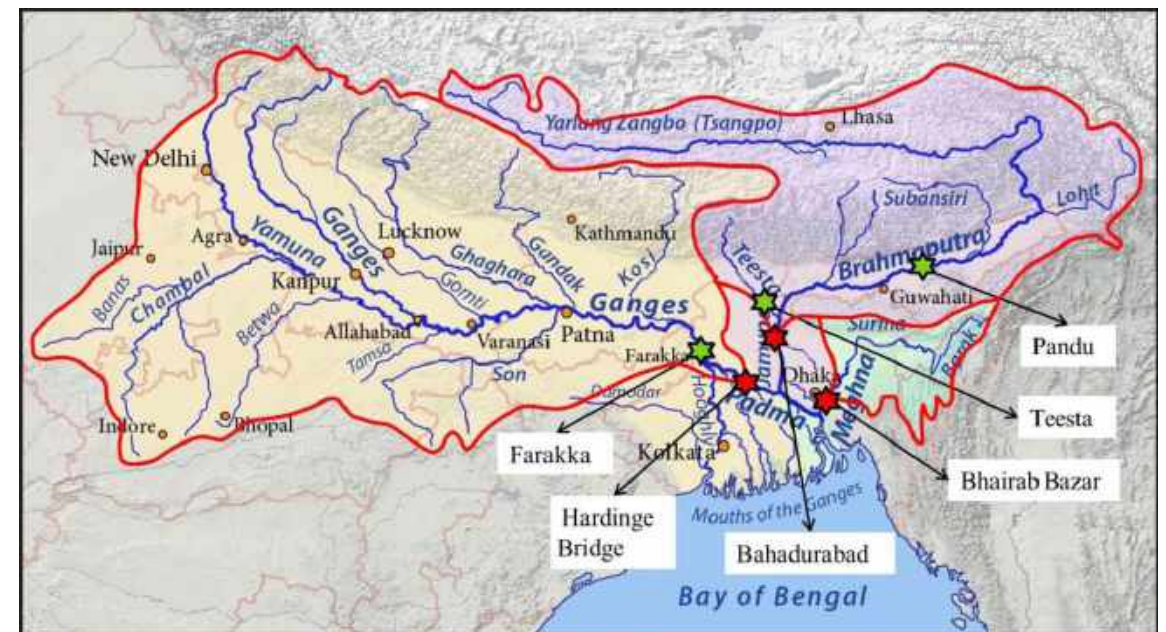 Yarlang Zangbo (Tsangpo)
Lhasa
New Delhi
Subansiri
Lohit
Agra
Yamuna
Ganges
Lucknow
Kathmandu
Jaipur
Banas
Chambal
Kanpur
Ghaghara
Gandak
Kosi
Teesta
Brahmaputra
Guwahati
Gomti
Ganges
Betwa
Allahabad
Varanasi
Patna
Tamsa
Son
Farakka
Surma
Barak
Pandu
Dhaka
Meghna
Damodar
Hooghly
Padma
Indore
Bhopal
Kolkata
Teesta
Farakka
Bhairab Bazar
Mouths of the Ganges
Hardinge
Bridge
Bahadurabad
Bay of Bengal